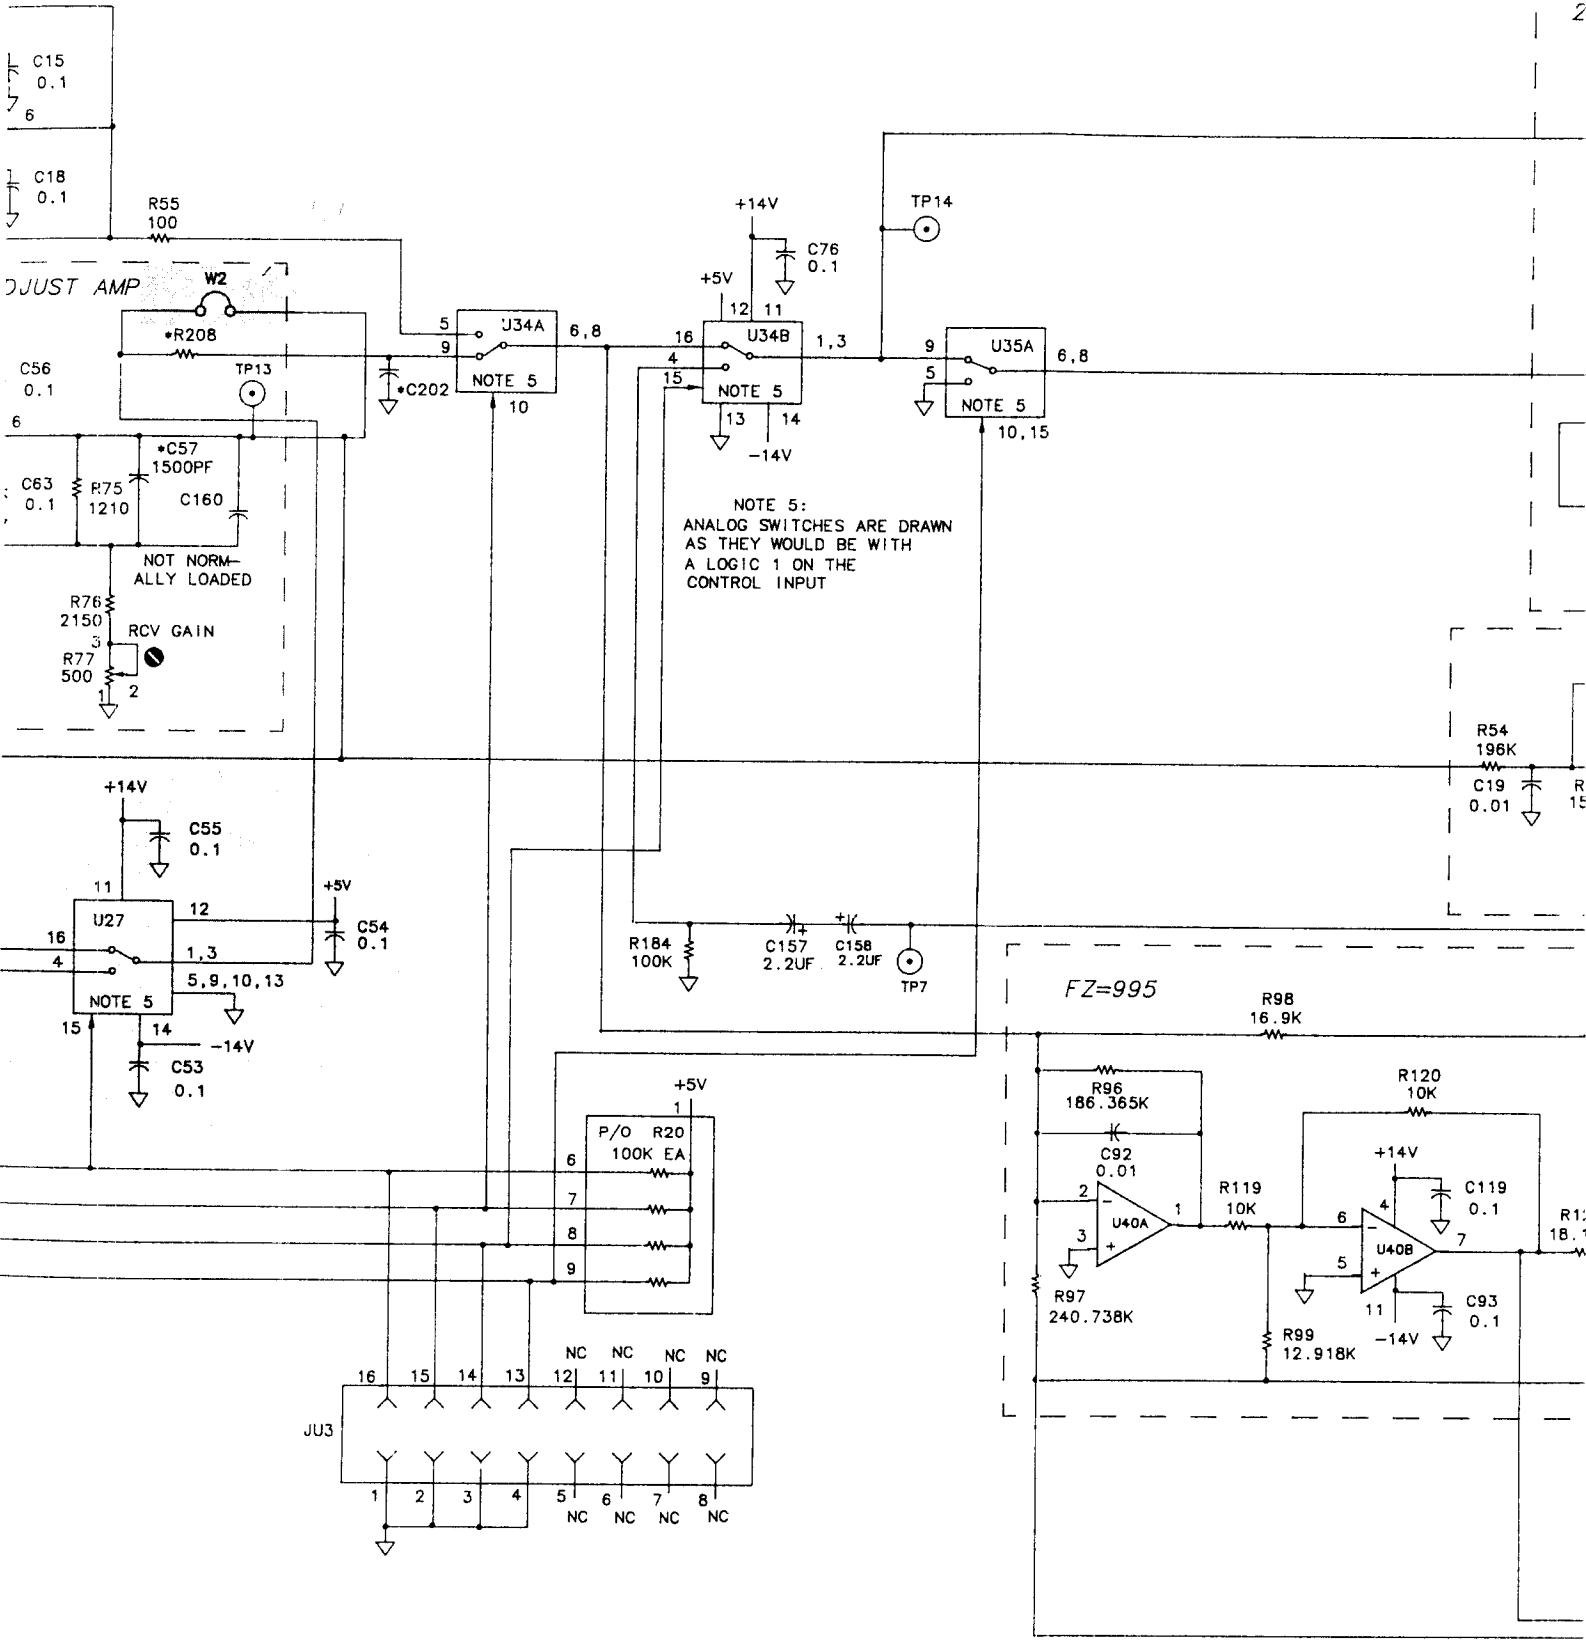 2
C15
0.1
6
C18
0.1
R55
100
DJUST AMP
W2
*R208
TP13
C56
0.1
*C202
6
*C57
1500PF
C63
0.1
R75
1210
C160
NOT NORM-
ALLY LOADED
R76
2150
3
RCV GAIN
R77
500
1 2
5
9
U34A
NOTE 5
6,8
10
+14V
C76
0.1
+5V
12 11
16
4
15
U34B
NOTE 5
1,3
13 14
-14V
TP14
9
5
U35A
NOTE 5
6,8
10,15
NOTE 5:
ANALOG SWITCHES ARE DRAWN
AS THEY WOULD BE WITH
A LOGIC 1 ON THE
CONTROL INPUT
R54
196K
C19
0.01
R
15
+14V
C55
0.1
11
U27
12
+5V
C54
0.1
16
4
1,3
5,9,10,13
NOTE 5
15 14
-14V
C53
0.1
R184
100K
C157
2.2UF
+
+
C158
2.2UF
TP7
FZ=995
R98
16.9K
R96
186.365K
C92
0.01
2
-
3
+
U40A
1
R119
10K
R120
10K
+14V
4
C119
0.1
6
-
5
+
U40B
7
11
-14V
C93
0.1
R97
240.738K
R99
12.918K
+5V
1
P/O R20
100K EA
6
7
8
9
NC NC NC NC
16 15 14 13 12 11 10 9
JU3
1 2 3 4 5 6 7 8
NC NC NC NC